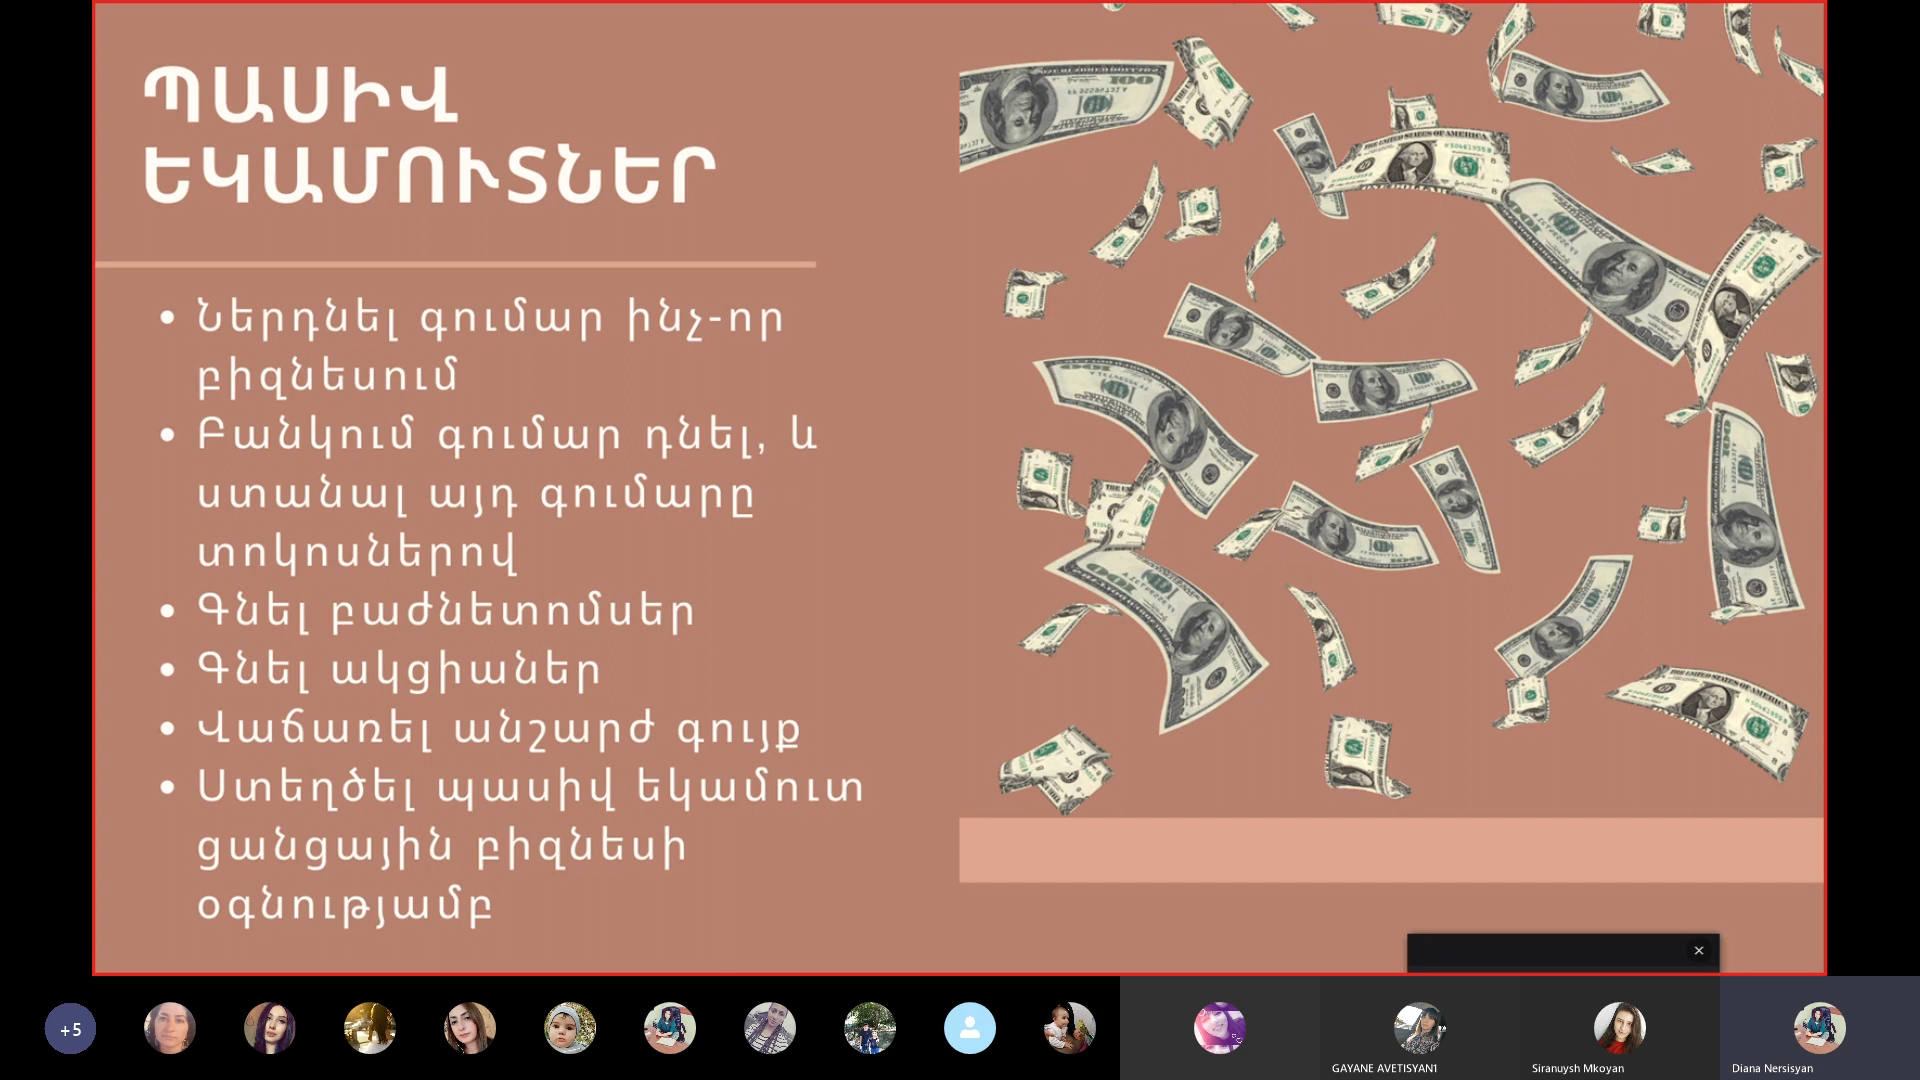 ՊԱՍԻՎ
ԵԿԱՄՈՒՏՆԵՐ
• Ներդնել գումար ինչ-որ
բիզնեսում
• Բանկում գումար դնել, և
ստանալ այդ գումարը
տոկոսներով
• Գնել բաժնետոմսեր
• Գնել ակցիաներ
• Վաճառել անշարժ գույք
• Ստեղծել պասիվ եկամուտ
ցանցային բիզնեսի
օգնությամբ
+5
GAYANE AVETISYAN1
Siranuysh Mkoyan
Diana Nersisyan